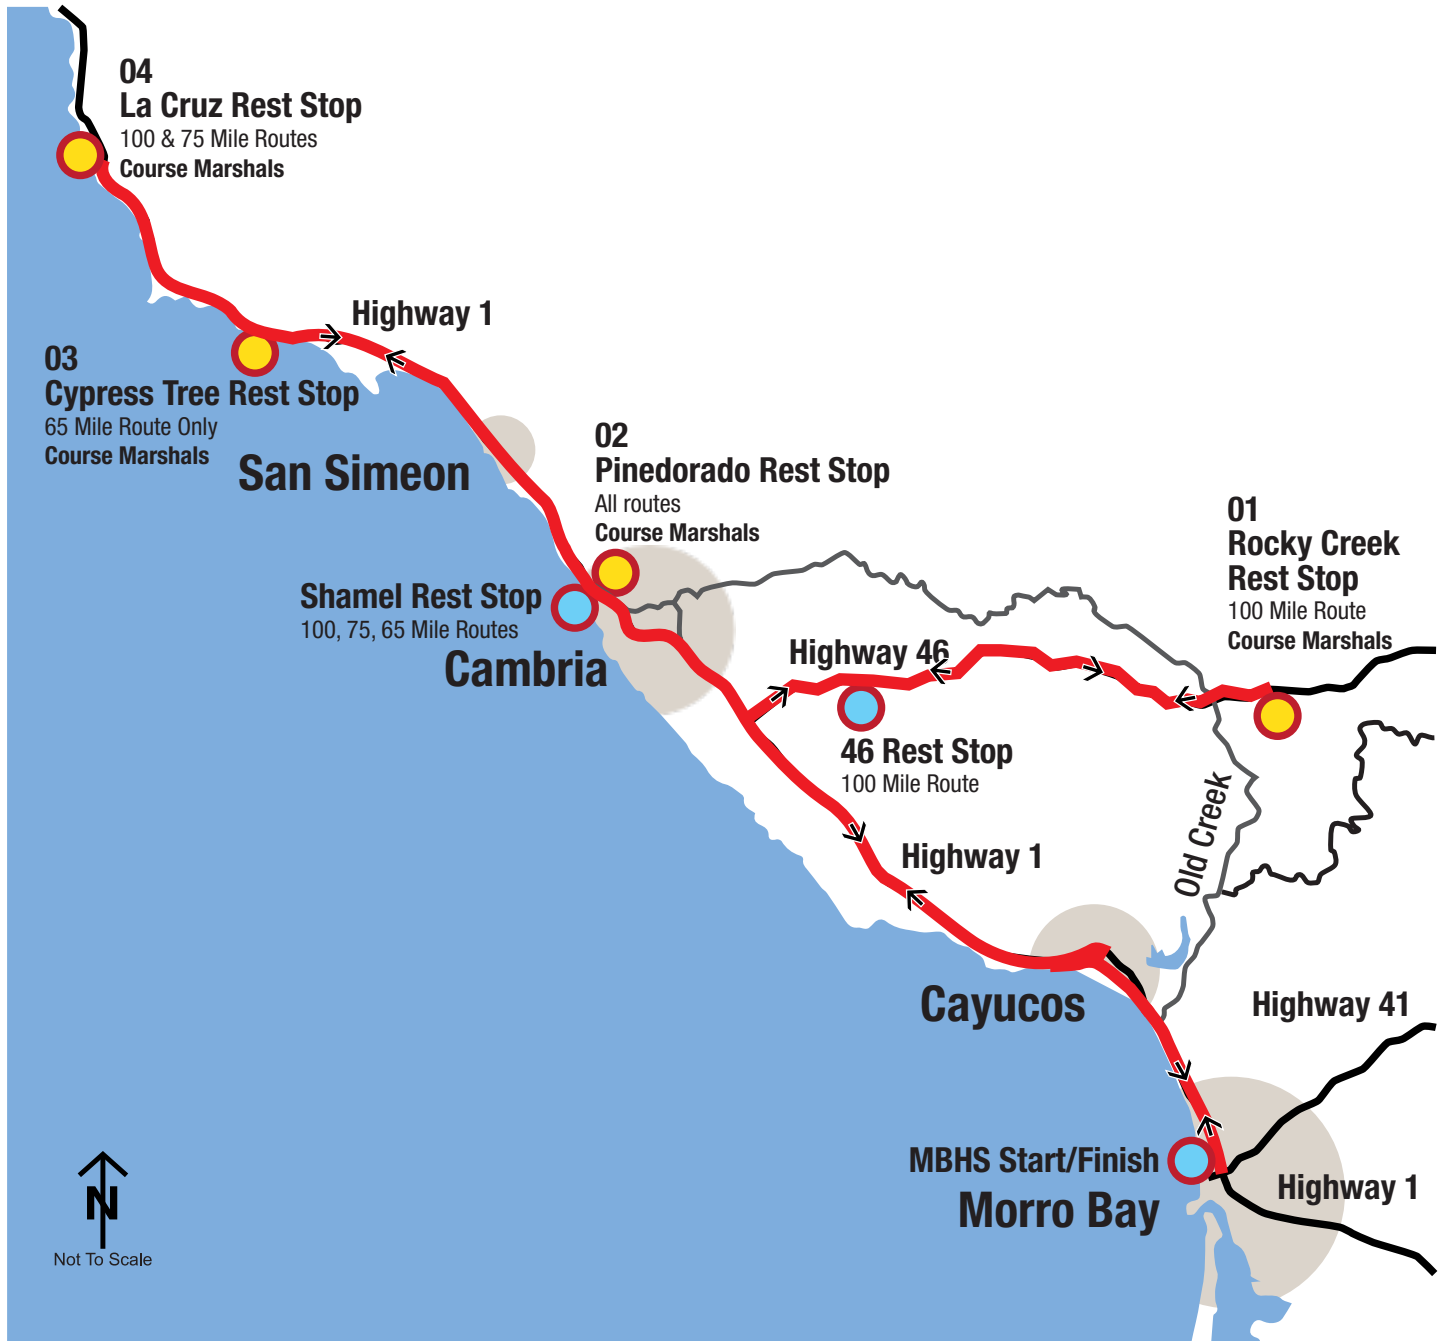 04
La Cruz Rest Stop
100 & 75 Mile Routes
Course Marshals
Highway 1
03
Cypress Tree Rest Stop
65 Mile Route Only
Course Marshals
San Simeon
02
Pinedorado Rest Stop
All routes
Course Marshals
01
Rocky Creek
Rest Stop
100 Mile Route
Course Marshals
Shamel Rest Stop
100, 75, 65 Mile Routes
Cambria
Highway 46
46 Rest Stop
100 Mile Route
Old Creek
Highway 1
Cayucos
Highway 41
MBHS Start/Finish
Morro Bay
Highway 1
N
Not To Scale